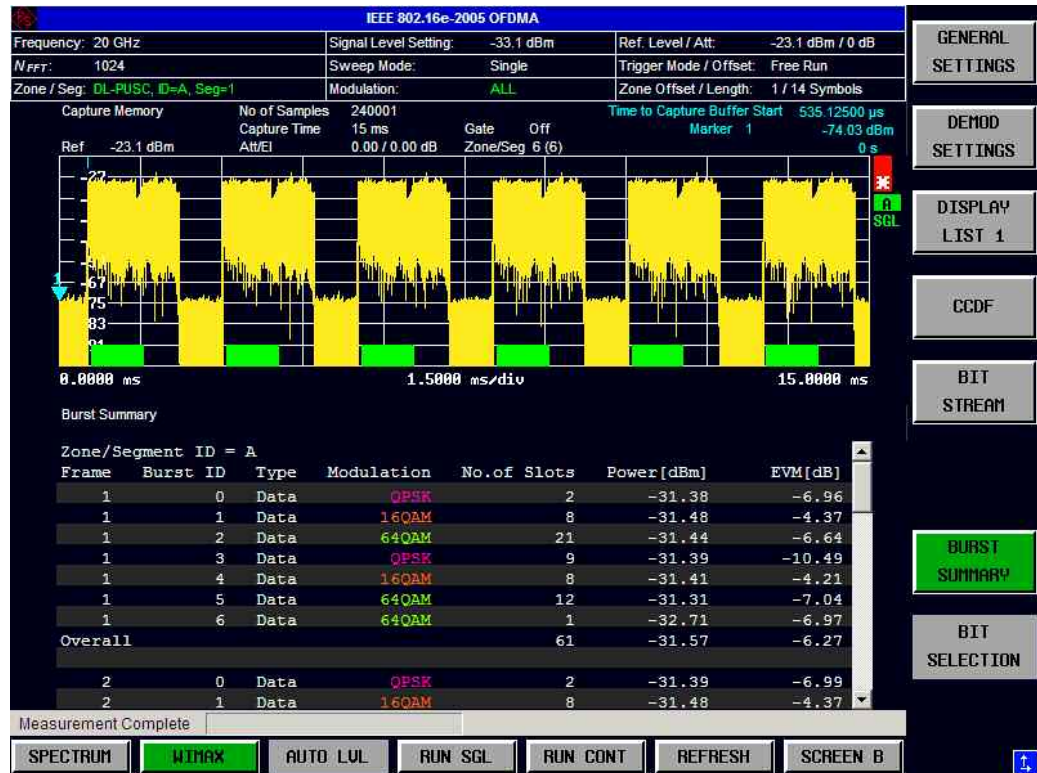 IEEE 802.16e-2005 OFDMA
Frequency: 20 GHz Signal Level Setting: -33.1 dBm Ref. Level / Att: -23.1 dBm / 0 dB
NFFT: 1024 Sweep Mode: Single Trigger Mode / Offset: Free Run
Zone / Seg: DL-PUSC, ID=A, Seg=1 Modulation: ALL Zone Offset / Length: 1 / 14 Symbols
Capture Memory No of Samples 240001 Time to Capture Buffer Start 535.12500 µs
Capture Time 15 ms Gate Off Marker 1 -74.03 dBm
Ref -23.1 dBm Att/El 0.00 / 0.00 dB Zone/Seg 6 (6) 0 s
-27
A
SGL
1
-67
-75
-83
0.0000 ms 1.5000 ms/div 15.0000 ms
Burst Summary
Zone/Segment ID = A
Frame Burst ID Type Modulation No.of Slots Power[dBm] EVM[dB]
1 0 Data QPSK 2 -31.38 -6.96
1 1 Data 16QAM 8 -31.48 -4.37
1 2 Data 64QAM 21 -31.44 -6.64
1 3 Data QPSK 9 -31.39 -10.49
1 4 Data 16QAM 8 -31.41 -4.21
1 5 Data 64QAM 12 -31.31 -7.04
1 6 Data 64QAM 1 -32.71 -6.97
Overall 61 -31.57 -6.27
2 0 Data QPSK 2 -31.39 -6.99
2 1 Data 16QAM 8 -31.48 -4.37
Measurement Complete
SPECTRUM WIMAX AUTO LVL RUN SGL RUN CONT REFRESH SCREEN B
GENERAL
SETTINGS
DEMOD
SETTINGS
DISPLAY
LIST 1
CCDF
BIT
STREAM
BURST
SUMMARY
BIT
SELECTION